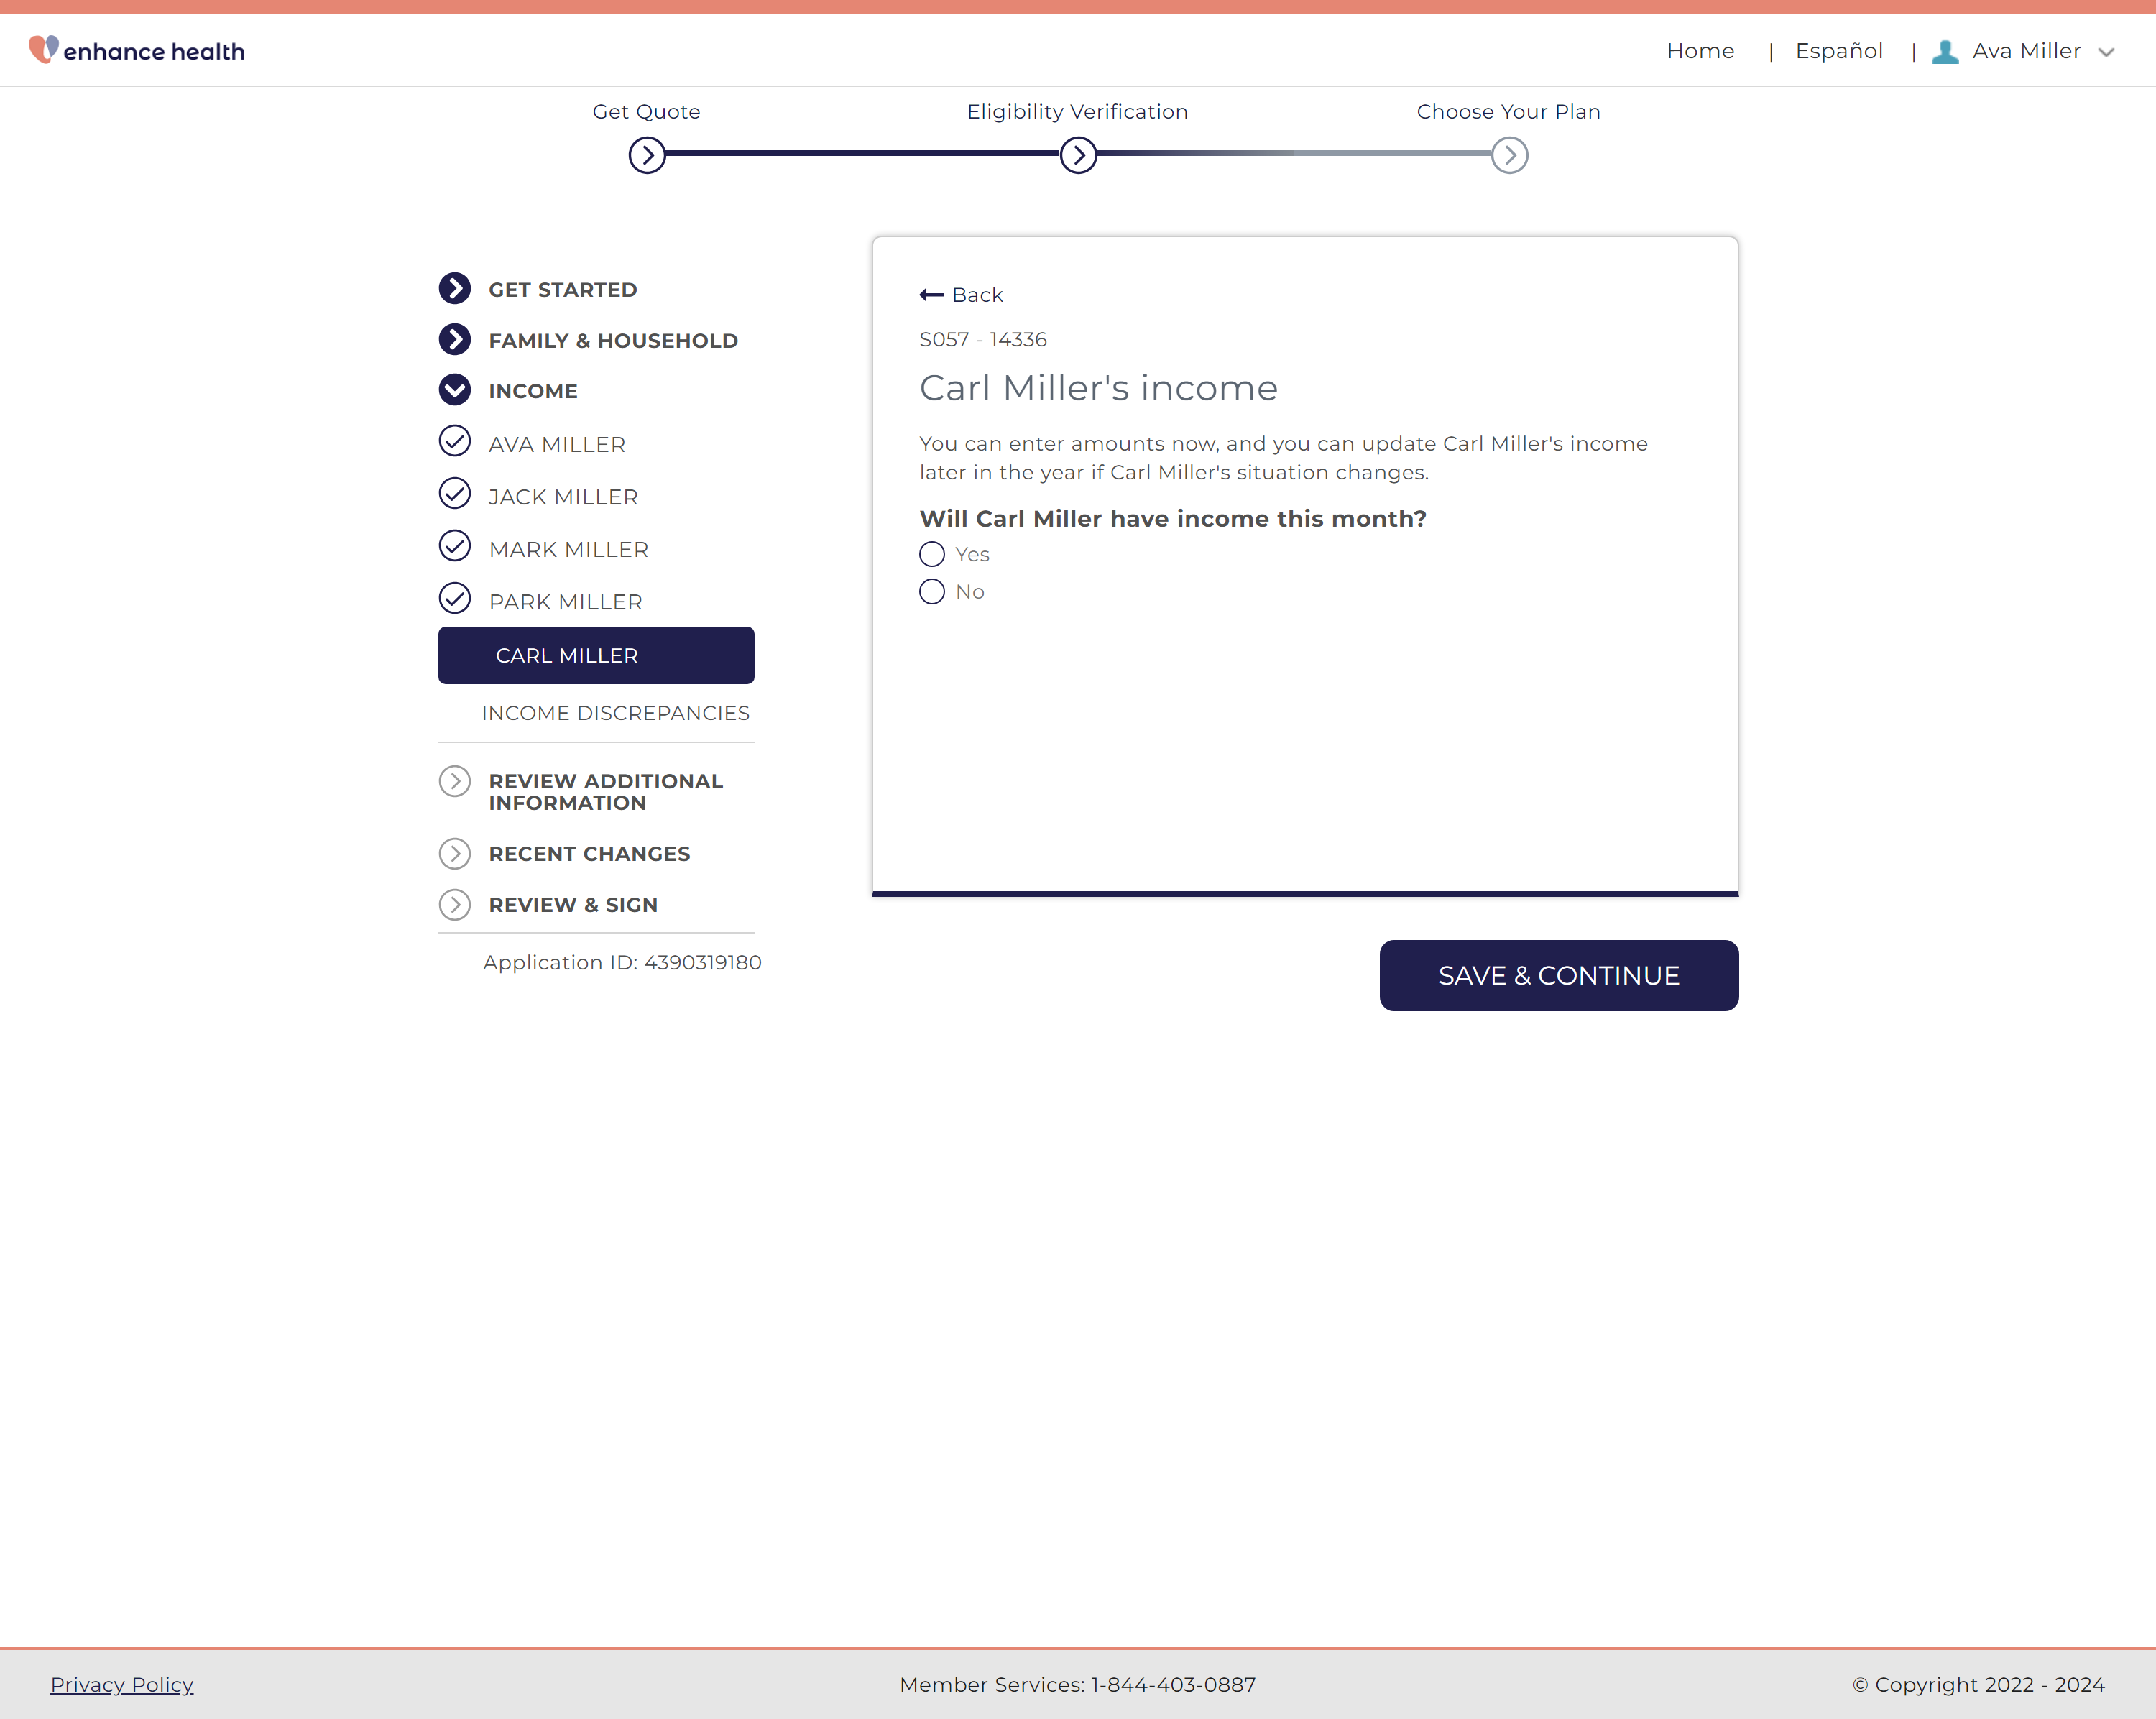 enhance health
Home | Español | Ava Miller
Get Quote
Eligibility Verification
Choose Your Plan
GET STARTED
FAMILY & HOUSEHOLD
INCOME
AVA MILLER
JACK MILLER
MARK MILLER
PARK MILLER
CARL MILLER
INCOME DISCREPANCIES
REVIEW ADDITIONAL
INFORMATION
RECENT CHANGES
REVIEW & SIGN
Application ID: 4390319180
Back
S057 - 14336
Carl Miller's income
You can enter amounts now, and you can update Carl Miller's income
later in the year if Carl Miller's situation changes.
Will Carl Miller have income this month?
Yes
No
SAVE & CONTINUE
Privacy Policy
Member Services: 1-844-403-0887
© Copyright 2022 - 2024